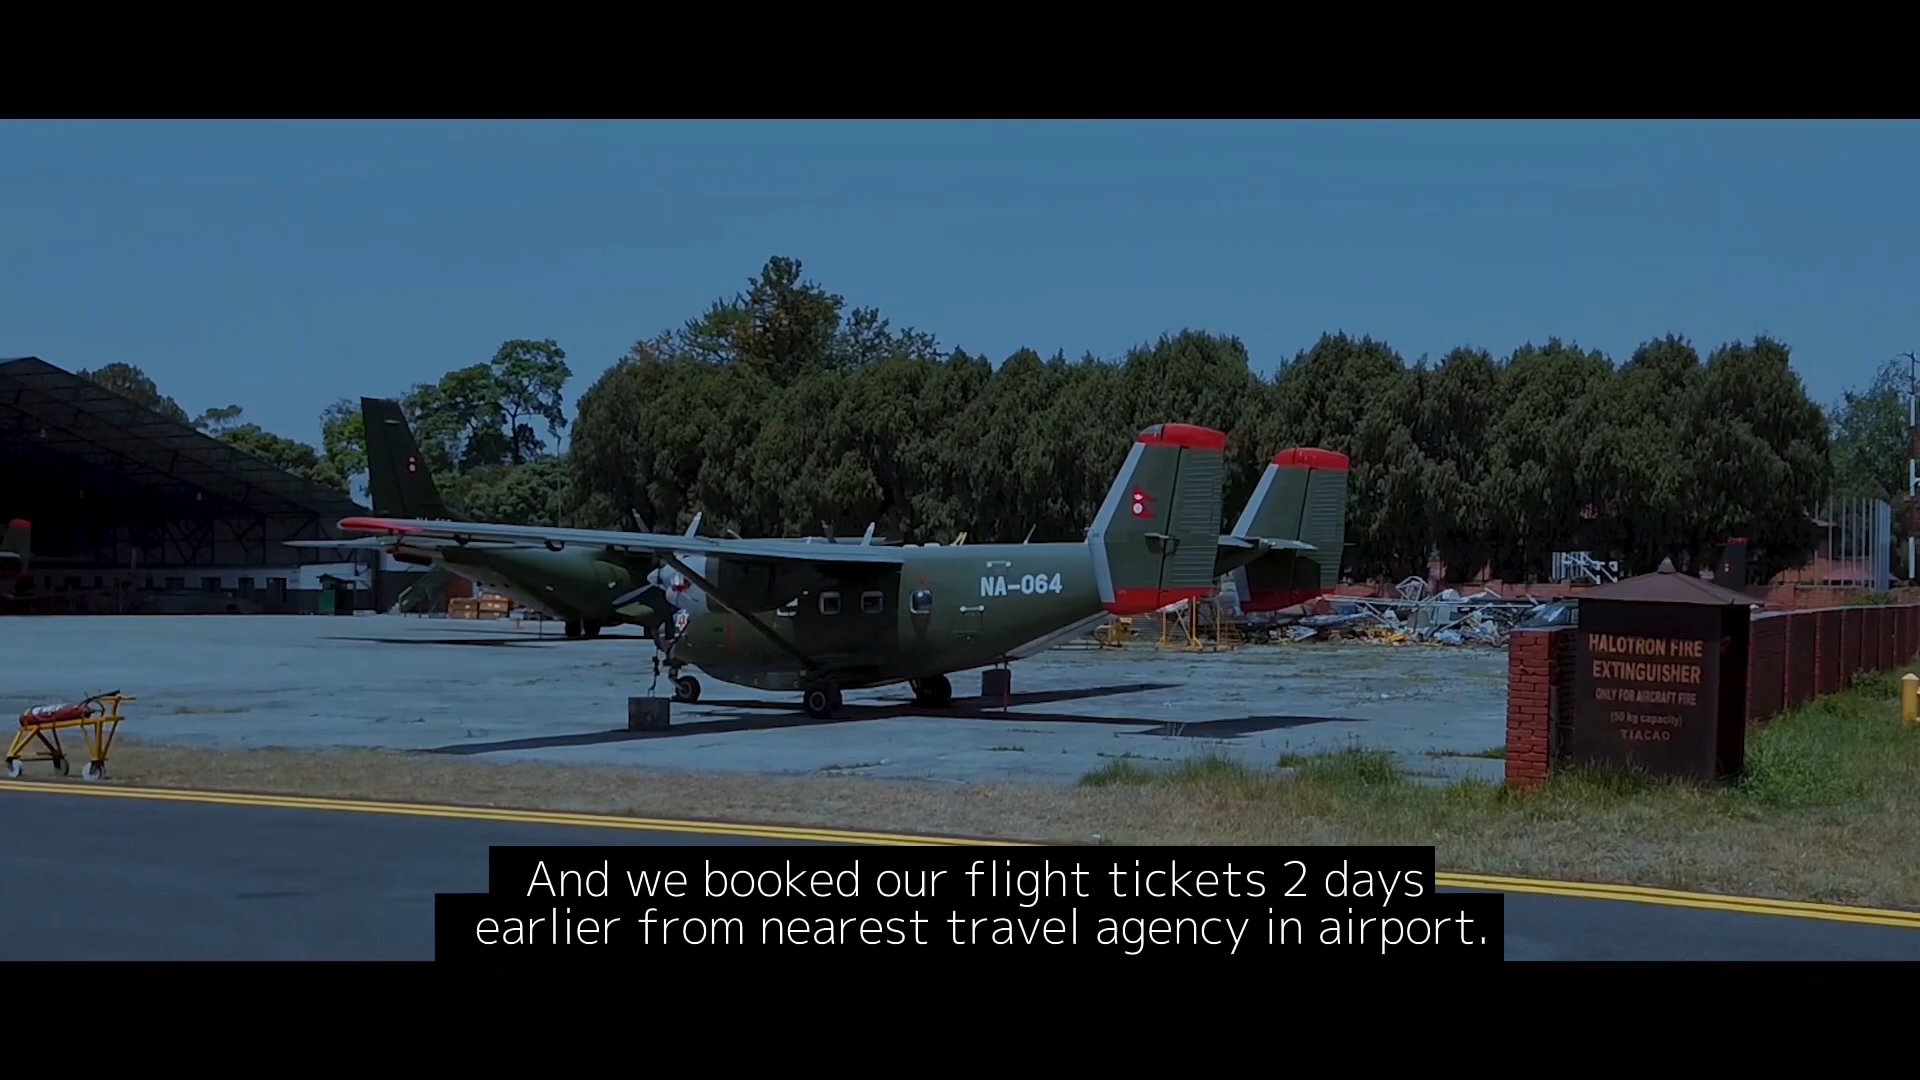 NA-064
HALOTRON FIRE
EXTINGUISHER
ONLY FOR AIRCRAFT FIRE
(50 kg capacity)
TIACAO
And we booked our flight tickets 2 days
earlier from nearest travel agency in airport.